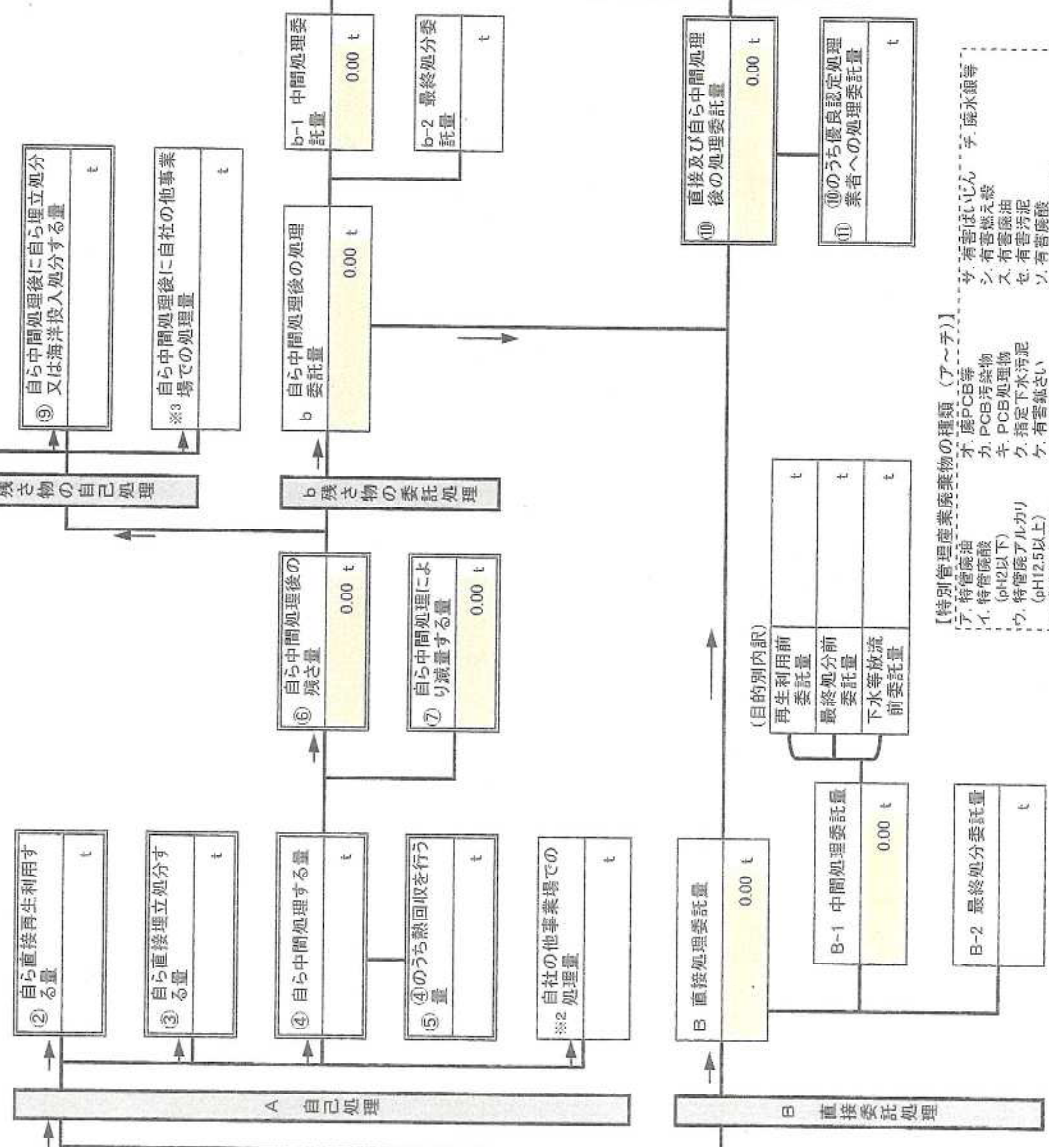 A 自己処理
② 自ら直接再生利用す
る量
t
③ 自ら直接埋立処分す
る量
t
④ 自ら中間処理する量
t
⑤ ④のうち熱回収を行う
量
t
※2 自社の他事業場での
処理量
t
⑥ 自ら中間処理後の
残さ量
0.00 t
⑦ 自ら中間処理によ
り減量する量
0.00 t
残さ物の自己処理
⑨ 自ら中間処理後に自ら埋立処分
又は海洋投入処分する量
t
※3 自ら中間処理後に自社の他事業
場での処理量
t
b 残さ物の委託処理
b 自ら中間処理後の処理
委託量
0.00 t
b-1 中間処理委
託量
0.00 t
b-2 最終処分委
託量
t
B 直接委託処理
B 直接処理委託量
0.00 t
B-1 中間処理委託量
0.00 t
B-2 最終処分委託量
t
(目的別内訳)
再生利用前
委託量
t
最終処分前
委託量
t
下水等放流
前委託量
t
⑩ 直接及び自ら中間処理
後の処理委託量
0.00 t
⑪ ⑩のうち優良認定処理
業者への処理委託量
t
【特別管理産業廃棄物の種類(ア~テ)】
ア. 特管廃油
イ. 特管廃酸
(pH2以下)
ウ. 特管廃アルカリ
(pH12.5以上)
オ. 廃PCB等
カ. PCB汚染物
キ. PCB処理物
ク. 指定下水汚泥
ケ. 有害鉱さい
サ. 有害ばいじん
シ. 有害燃え殻
ス. 有害廃油
セ. 有害汚泥
ソ. 有害廃酸
チ. 廃水銀等